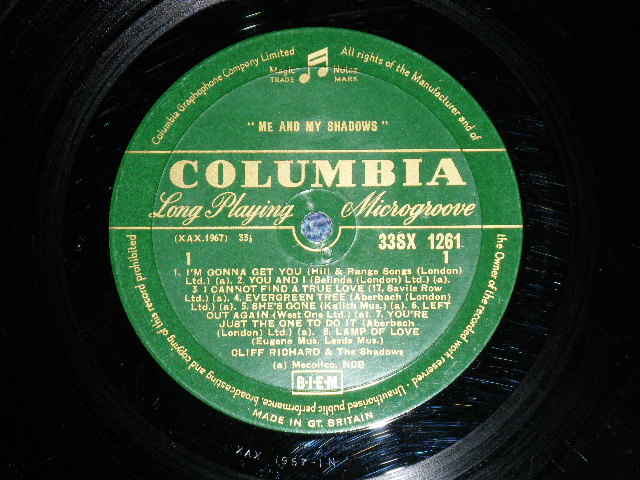 Columbia Graphophone Company Limited
All rights of the Manufacturer and of
the Owner of the recorded work reserved. Unauthorised public performance, broadcasting and copying of this record prohibited
Magic Notes
TRADE MARK
"ME AND MY SHADOWS"
COLUMBIA
Long Playing Microgroove
(XAX.1967) 33⅓
33SX 1261
1 1
1. I'M GONNA GET YOU (Hill & Range Songs (London)
Ltd.) (a). 2. YOU AND I (Belinda (London) Ltd.) (a).
3 I CANNOT FIND A TRUE LOVE (17, Savile Row
Ltd.) (a). 4. EVERGREEN TREE (Aberbach (London)
Ltd.) (a). 5. SHE'S GONE (Kalith Mus.) (a). 6. LEFT
OUT AGAIN (West One Ltd.) (a). 7. YOU'RE
JUST THE ONE TO DO IT (Aberbach
(London) Ltd.) (a). 8. LAMP OF LOVE
(Eugene Mus. Leeds Mus.)
CLIFF RICHARD & The Shadows
(a) Mecolico. NCB
B·I·E·M
MADE IN GT. BRITAIN
XAX 1967-1N